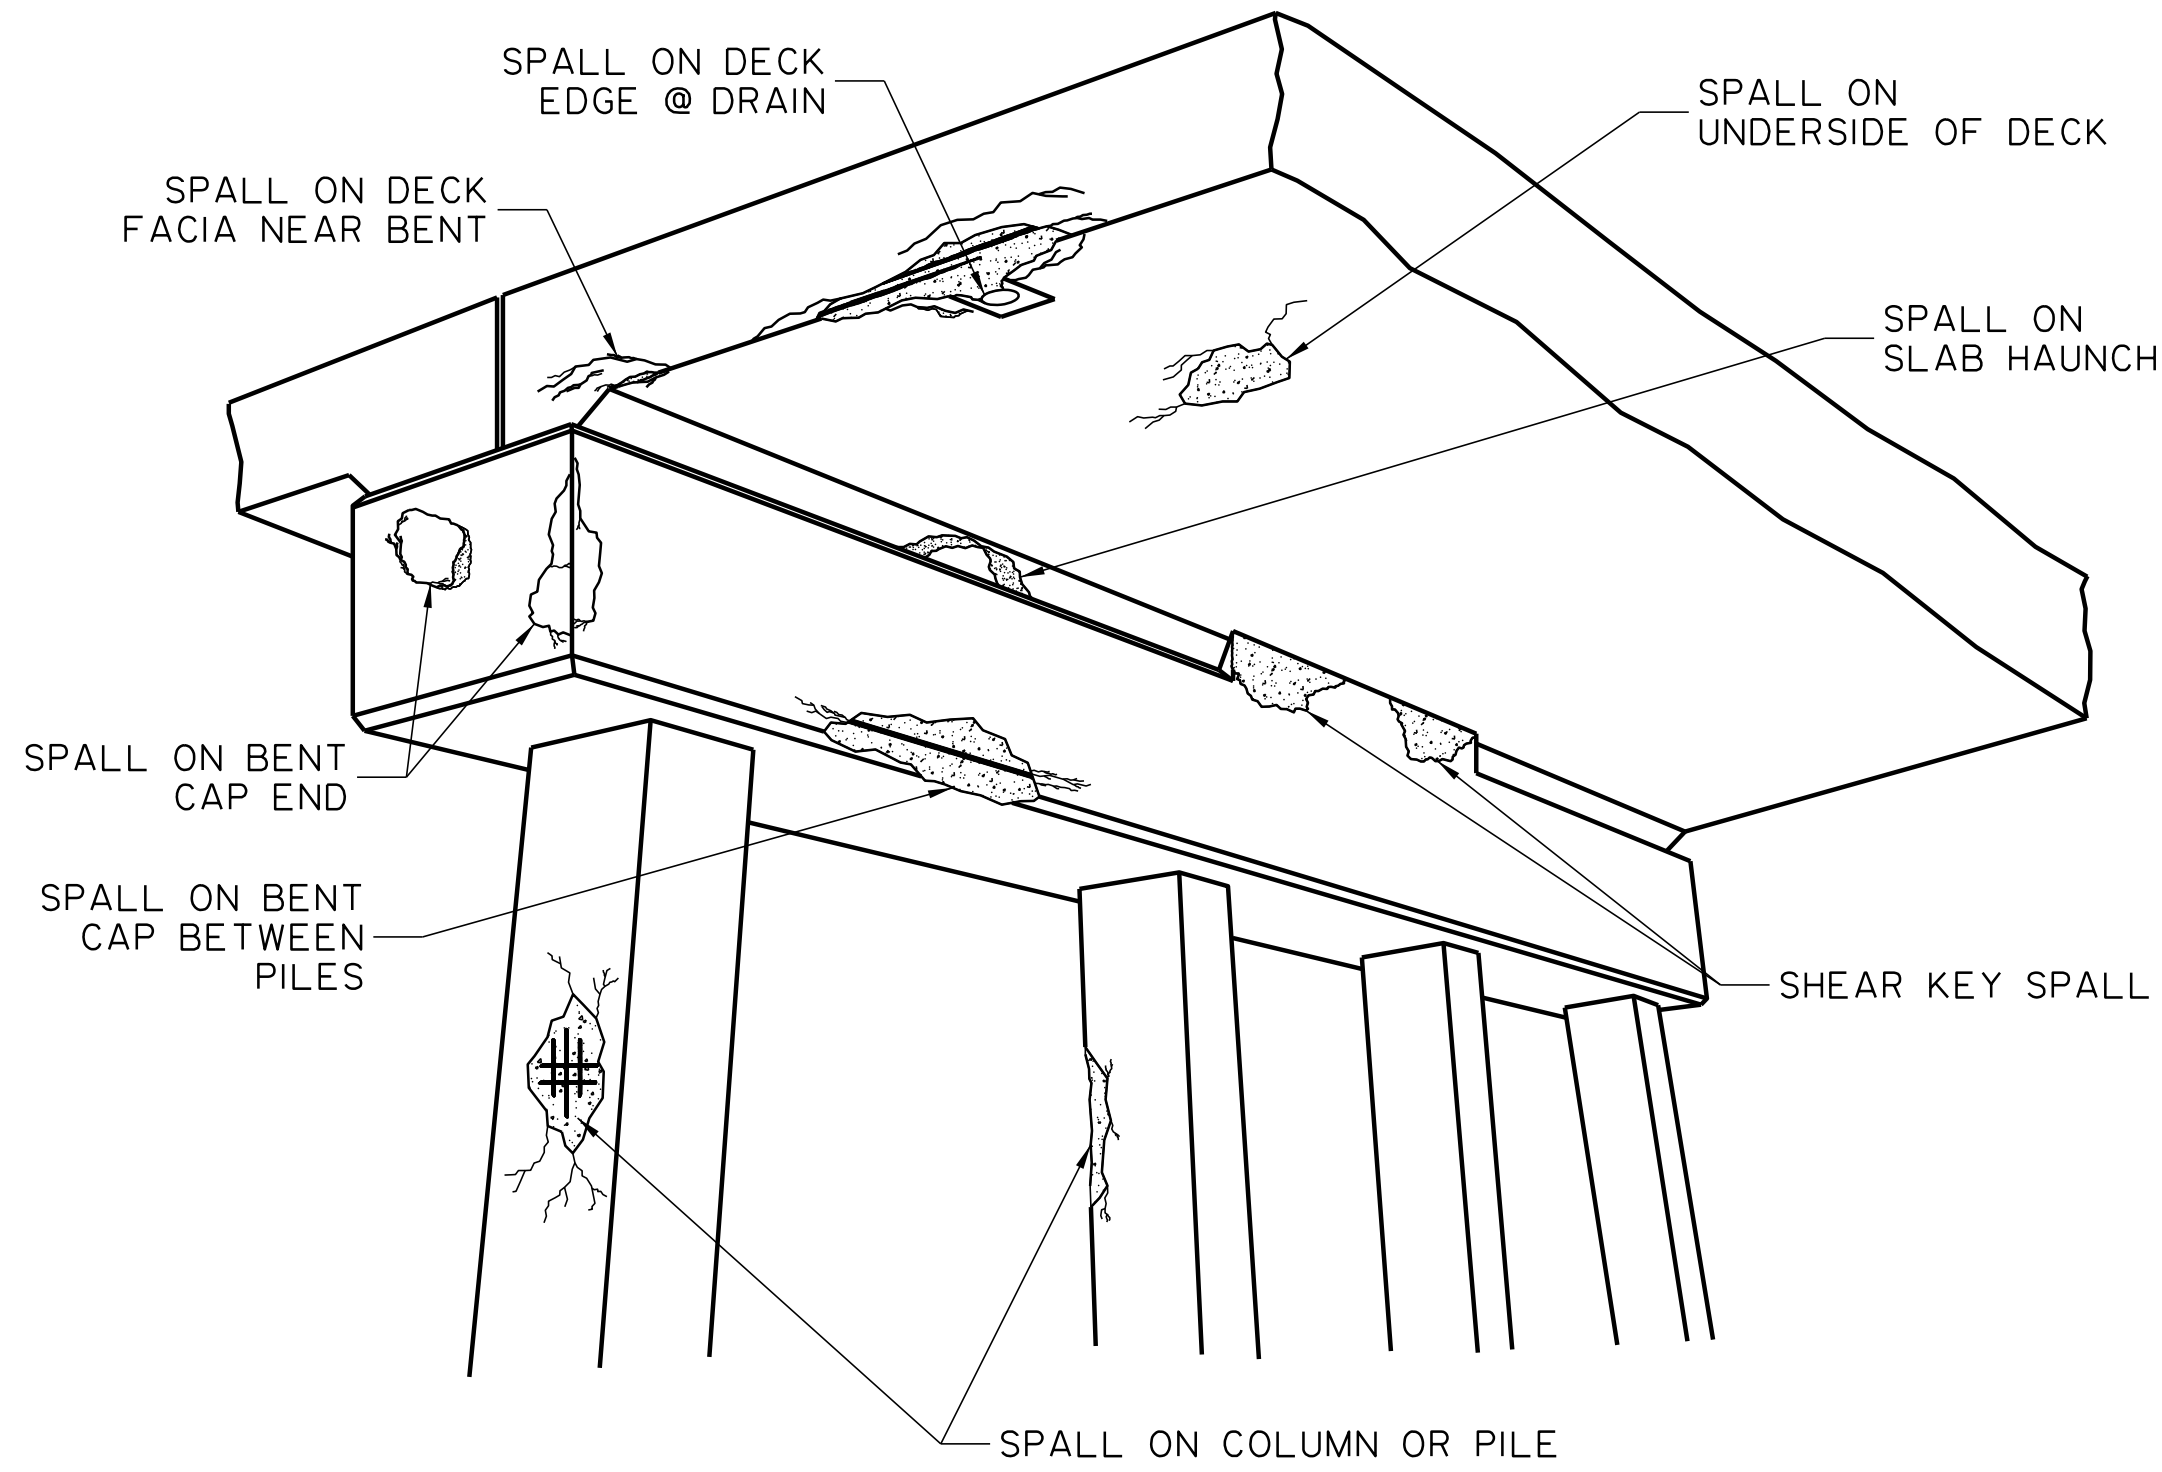 SPALL ON DECK
EDGE @ DRAIN
SPALL ON
UNDERSIDE OF DECK
SPALL ON DECK
FACIA NEAR BENT
SPALL ON
SLAB HAUNCH
SPALL ON BENT
CAP END
SPALL ON BENT
CAP BETWEEN
PILES
SHEAR KEY SPALL
SPALL ON COLUMN OR PILE